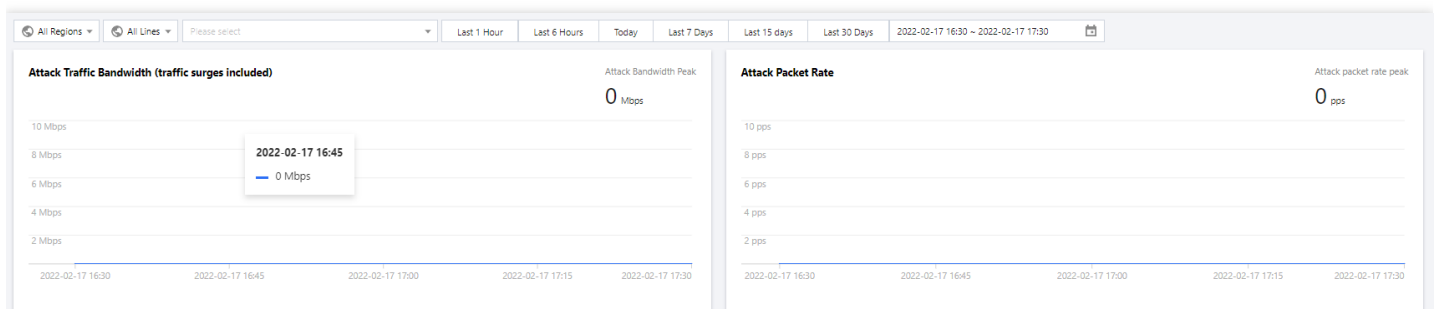 All Regions All Lines Please select Last 1 Hour Last 6 Hours Today Last 7 Days Last 15 days Last 30 Days 2022-02-17 16:30 ~ 2022-02-17 17:30
Attack Traffic Bandwidth (traffic surges included)
Attack Bandwidth Peak
0 Mbps
10 Mbps
8 Mbps
6 Mbps
4 Mbps
2 Mbps
2022-02-17 16:45
0 Mbps
2022-02-17 16:30 2022-02-17 16:45 2022-02-17 17:00 2022-02-17 17:15 2022-02-17 17:30
Attack Packet Rate
Attack packet rate peak
0 pps
10 pps
8 pps
6 pps
4 pps
2 pps
2022-02-17 16:30 2022-02-17 16:45 2022-02-17 17:00 2022-02-17 17:15 2022-02-17 17:30